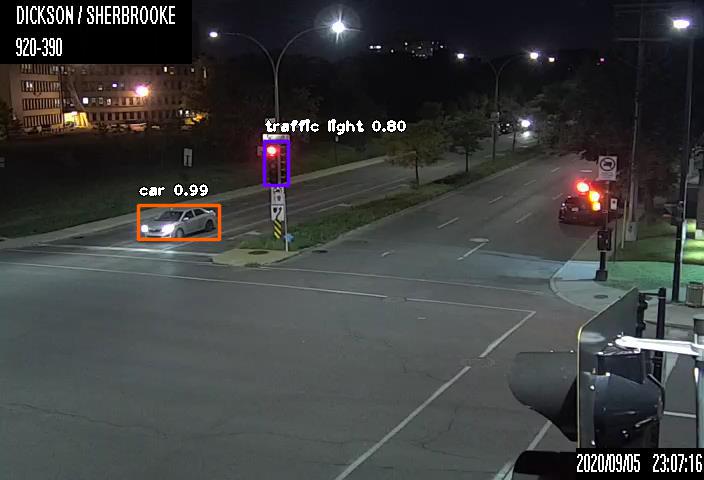 DICKSON / SHERBROOKE
920-390
traffic light 0.80
car 0.99
2020/09/05 23:07:16